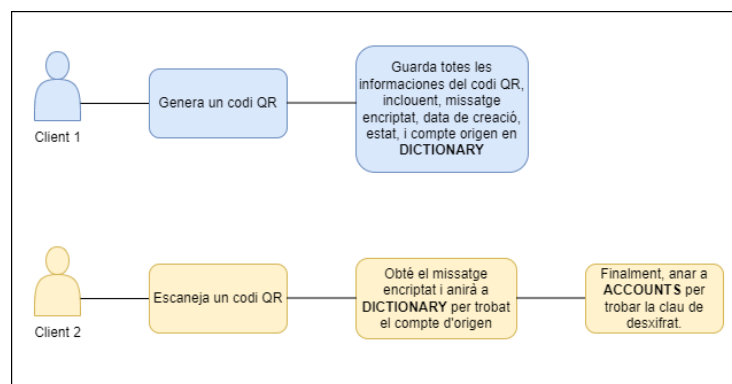 Client 1
Genera un codi QR
Guarda totes les
informacions del codi QR,
inclouent, missatge
encriptat, data de creació,
estat, i compte origen en
DICTIONARY
Client 2
Escaneja un codi QR
Obté el missatge
encriptat i anirà a
DICTIONARY per trobat
el compte d'origen
Finalment, anar a
ACCOUNTS per
trobar la clau de
desxifrat.